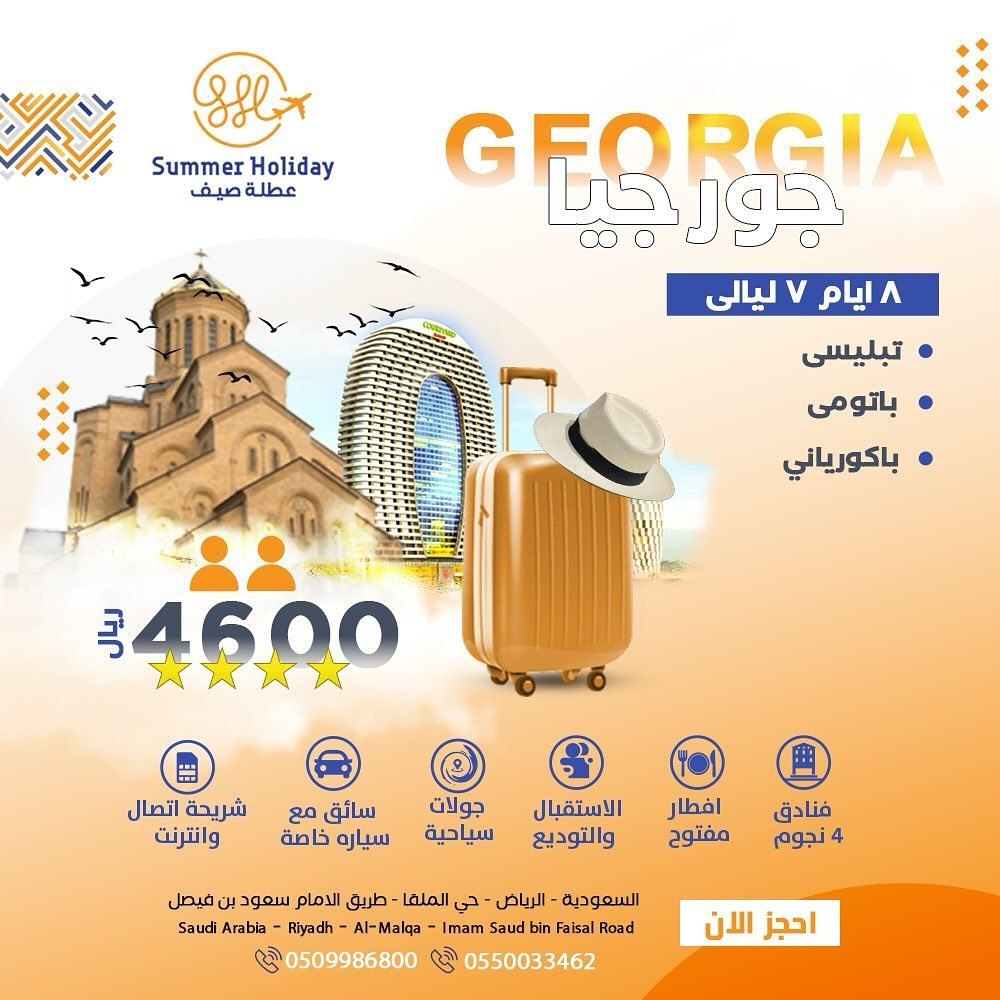 Summer Holiday
عطلة صيف
GEORGIA
جورجيا
٨ ايام ٧ ليالى
تبليسى
باتومى
باكورياني
COURTYARD
4600 ريال
فنادق
4 نجوم
افطار
مفتوح
الاستقبال
والتوديع
جولات
سياحية
سائق مع
سياره خاصة
شريحة اتصال
وانترنت
السعودية - الرياض - حي الملقا - طريق الامام سعود بن فيصل
Saudi Arabia - Riyadh - Al-Malqa - Imam Saud bin Faisal Road
0509986800 0550033462
احجز الان